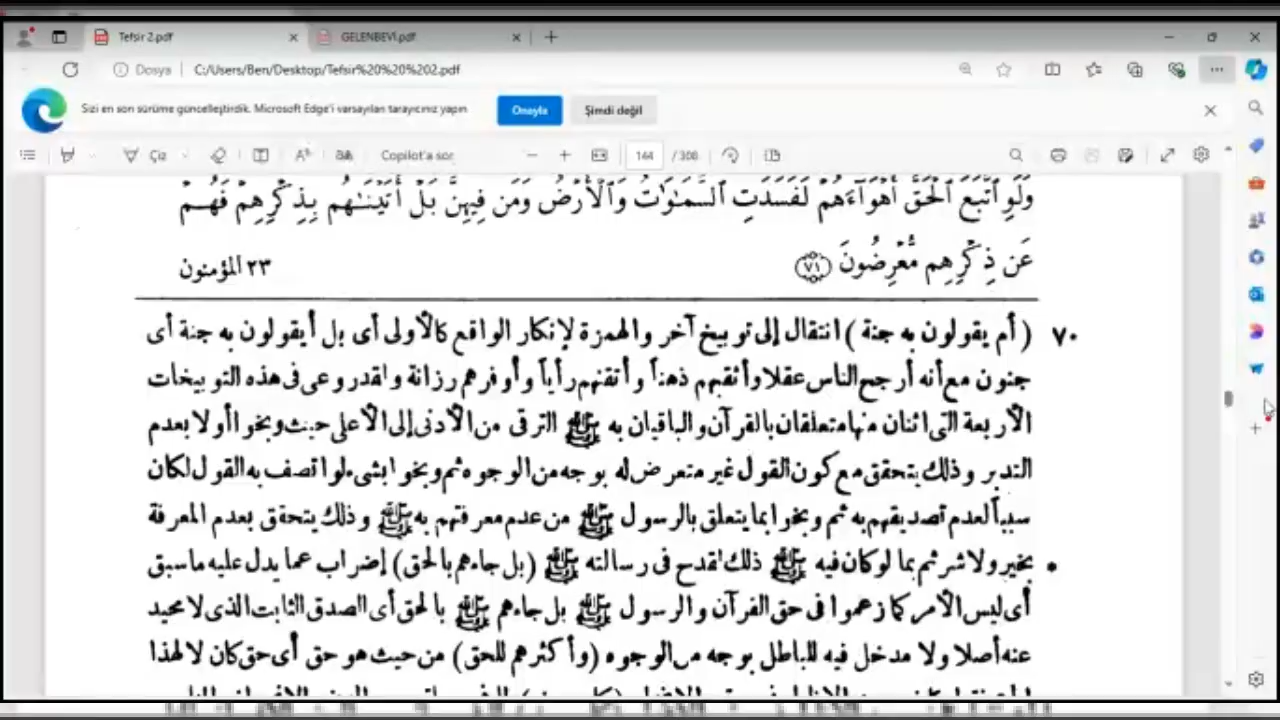 Tefsir 2.pdf
GELENBEVİ.pdf
Dosya
C:/Users/Ben/Desktop/Tefsir%20%20%202.pdf
Sizi en son sürüme güncelleştirdik. Microsoft Edge'i varsayılan tarayıcınız yapın
Onayla
Şimdi değil
Çiz
Copilot'a sor
144 / 308
وَلَوِ ٱتَّبَعَ ٱلْحَقُّ أَهْوَآءَهُمْ لَفَسَدَتِ ٱلسَّمَٰوَٰتُ وَٱلْأَرْضُ وَمَن فِيهِنَّ بَلْ أَتَيْنَٰهُم بِذِكْرِهِمْ فَهُمْ
عَن ذِكْرِهِم مُّعْرِضُونَ ٧١
٢٣ المؤمنون
٧٠ (أم يقولون به جنة) انتقال إلى توبيخ آخر والهمزة لإنكار الواقع كالأولى أى بل أيقولون به جنة أى
جنون مع أنه أرجح الناس عقلا وأثقبهم ذهناً وأتقنهم رأياً وأوفرهم رزانة ولقد روعى فى هذه التوبيخات
الأربعة التى اثنان منها متعلقان بالقرآن والباقيان به ﷺ الترقى من الأدنى إلى الأعلى حيث وبخوا أولا بعدم
التدبر وذلك يتحقق مع كون القول غير متعرض له بوجه من الوجوه ثم وبخوا بشىء لو اتصف به القول لكان
سبباً لعدم تصديقهم به ثم وبخوا بما يتعلق بالرسول ﷺ من عدم معرفتهم به ﷺ وذلك يتحقق بعدم المعرفة
• بخير ولا شر ثم بما لو كان فيه ﷺ ذلك لقدح فى رسالته ﷺ (بل جاءهم بالحق) إضراب عما يدل عليه ما سبق
أى ليس الأمر كما زعموا فى حق القرآن والرسول ﷺ بل جاءهم ﷺ بالحق أى الصدق الثابت الذى لا محيد
عنه أصلا ولا مدخل فيه للباطل بوجه من الوجوه (وأكثرهم للحق) من حيث هو حق أى حق كان لا لهذا